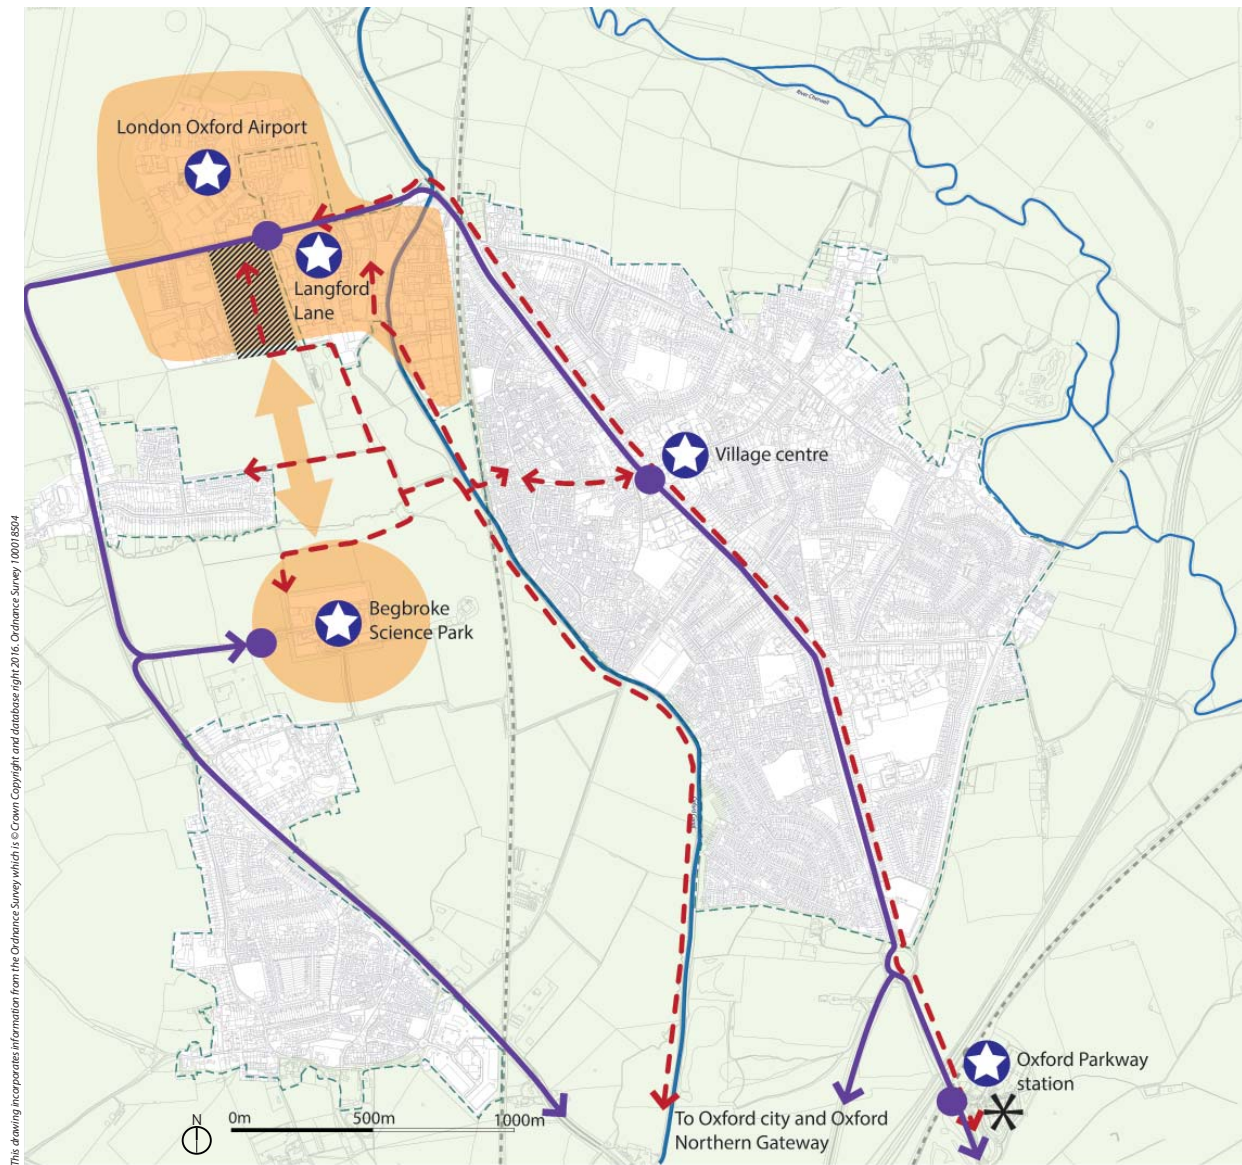 River Cherwell
London Oxford Airport
Langford
Lane
Village centre
Begbroke
Science Park
Oxford Parkway
station
To Oxford city and Oxford
Northern Gateway
N
0m
500m
1000m
This drawing incorporates information from the Ordnance Survey which is © Crown Copyright and database right 2016. Ordnance Survey 100018504